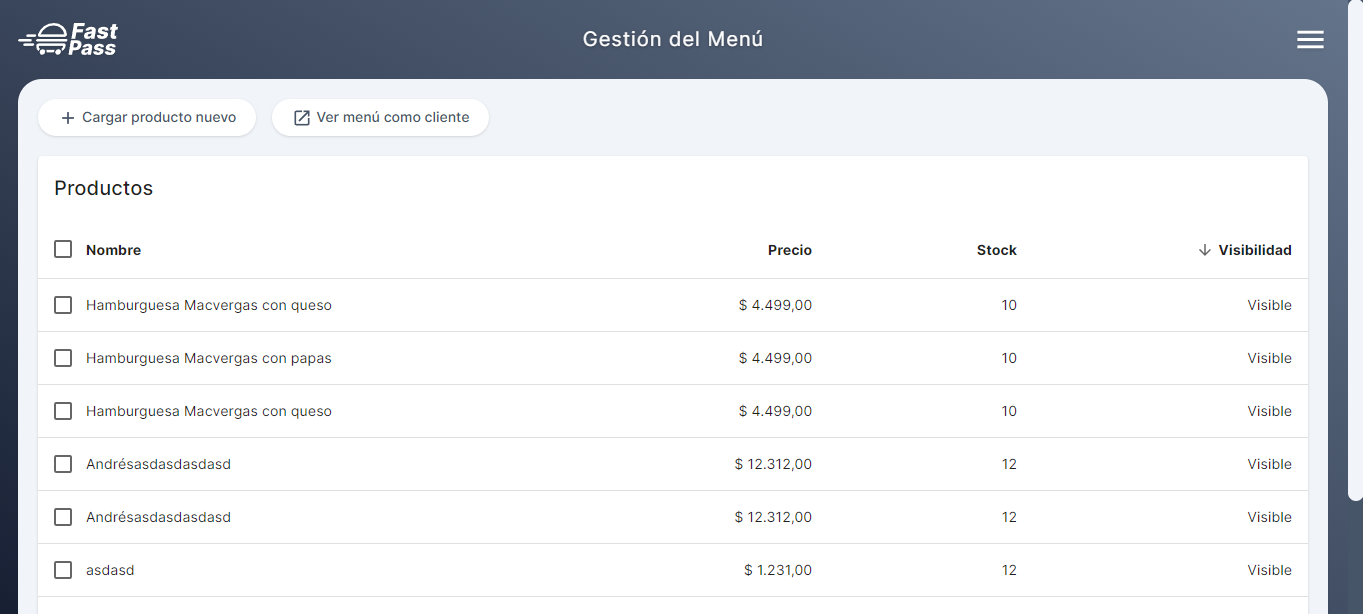 Fast Pass
Gestión del Menú
Cargar producto nuevo
Ver menú como cliente
Productos
Nombre Precio Stock Visibilidad
Hamburguesa Macvergas con queso $ 4.499,00 10 Visible
Hamburguesa Macvergas con papas $ 4.499,00 10 Visible
Hamburguesa Macvergas con queso $ 4.499,00 10 Visible
Andrésasdasdasdasd $ 12.312,00 12 Visible
Andrésasdasdasdasd $ 12.312,00 12 Visible
asdasd $ 1.231,00 12 Visible